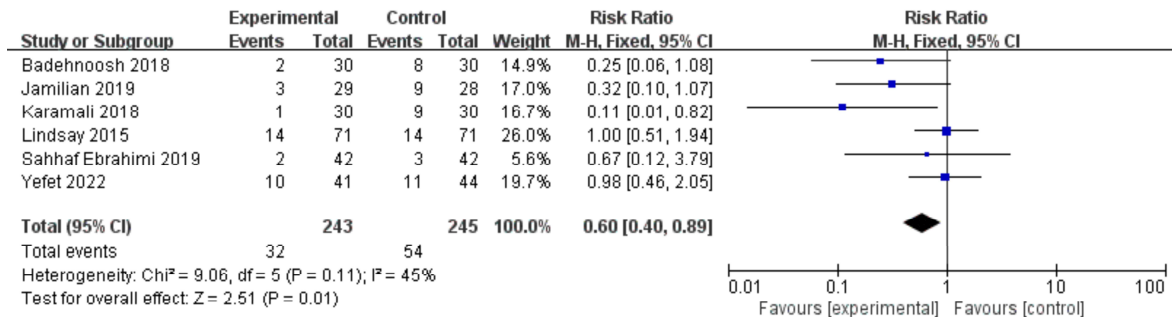 Experimental Control Risk Ratio Risk Ratio
Study or Subgroup Events Total Events Total Weight M-H, Fixed, 95% CI M-H, Fixed, 95% CI
Badehnoosh 2018 2 30 8 30 14.9% 0.25 [0.06, 1.08]
Jamilian 2019 3 29 9 28 17.0% 0.32 [0.10, 1.07]
Karamali 2018 1 30 9 30 16.7% 0.11 [0.01, 0.82]
Lindsay 2015 14 71 14 71 26.0% 1.00 [0.51, 1.94]
Sahhaf Ebrahimi 2019 2 42 3 42 5.6% 0.67 [0.12, 3.79]
Yefet 2022 10 41 11 44 19.7% 0.98 [0.46, 2.05]
Total (95% CI) 243 245 100.0% 0.60 [0.40, 0.89]
Total events 32 54
Heterogeneity: Chi² = 9.06, df = 5 (P = 0.11); I² = 45%
Test for overall effect: Z = 2.51 (P = 0.01)
0.01 0.1 1 10 100
Favours [experimental] Favours [control]